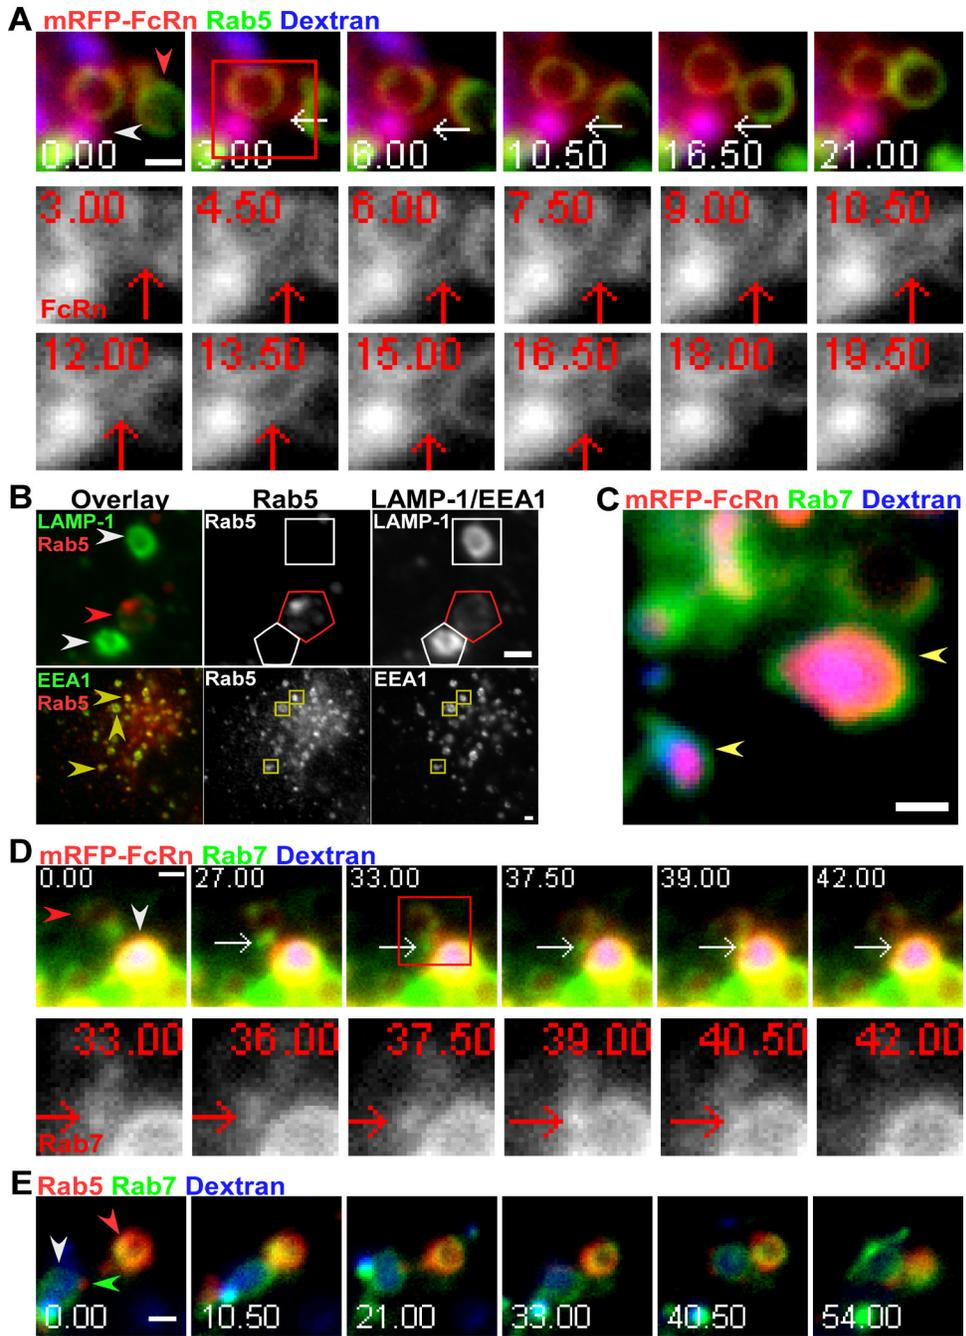 A mRFP-FcRn Rab5 Dextran
0.00 3.00 6.00 10.50 16.50 21.00
3.00 4.50 6.00 7.50 9.00 10.50
FcRn
12.00 13.50 15.00 16.50 18.00 19.50
B Overlay Rab5 LAMP-1/EEA1
LAMP-1 Rab5 LAMP-1
Rab5
EEA1 Rab5 EEA1
Rab5
C mRFP-FcRn Rab7 Dextran
D mRFP-FcRn Rab7 Dextran
0.00 27.00 33.00 37.50 39.00 42.00
33.00 36.00 37.50 39.00 40.50 42.00
Rab7
E Rab5 Rab7 Dextran
0.00 10.50 21.00 33.00 40.50 54.00